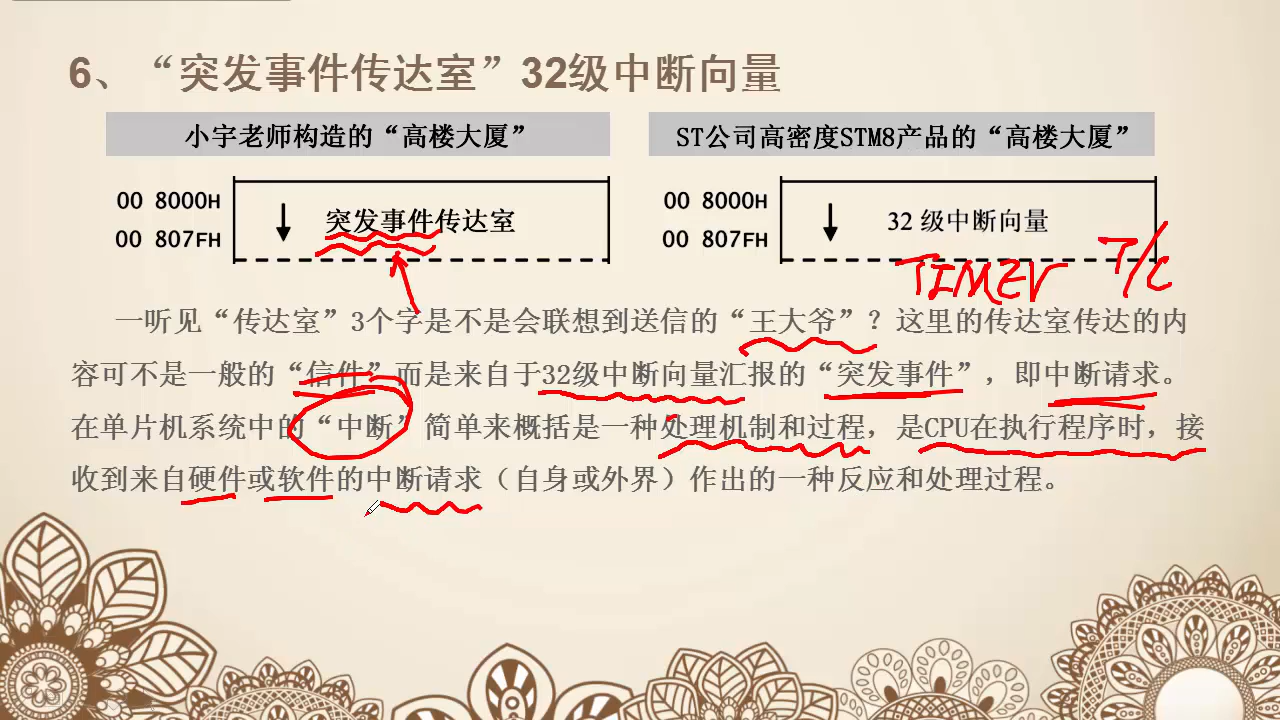 6、“突发事件传达室”32级中断向量
小宇老师构造的“高楼大厦”
ST公司高密度STM8产品的“高楼大厦”
00 8000H
00 807FH
突发事件传达室
00 8000H
00 807FH
32级中断向量
TIMER T/C
一听见“传达室”3个字是不是会联想到送信的“王大爷”？这里的传达室传达的内
容可不是一般的“信件”而是来自于32级中断向量汇报的“突发事件”，即中断请求。
在单片机系统中的“中断”简单来概括是一种处理机制和过程，是CPU在执行程序时，接
收到来自硬件或软件的中断请求（自身或外界）作出的一种反应和处理过程。